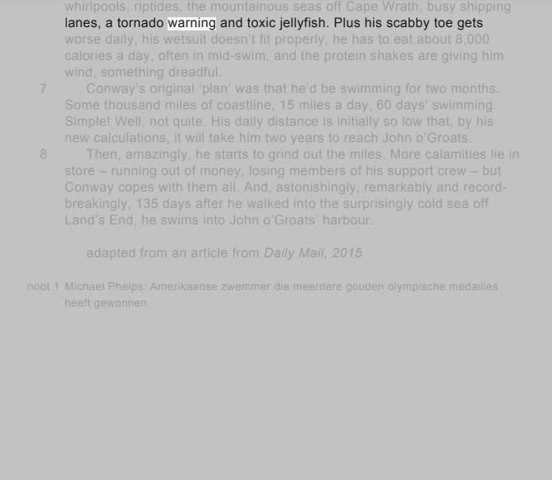 whirlpools, riptides, the mountainous seas off Cape Wrath, busy shipping
lanes, a tornado warning and toxic jellyfish. Plus his scabby toe gets
worse daily, his wetsuit doesn't fit properly, he has to eat about 8,000
calories a day, often in mid-swim, and the protein shakes are giving him
wind, something dreadful.
7 Conway's original 'plan' was that he'd be swimming for two months.
Some thousand miles of coastline, 15 miles a day, 60 days' swimming.
Simple! Well, not quite. His daily distance is initially so low that, by his
new calculations, it will take him two years to reach John o'Groats.
8 Then, amazingly, he starts to grind out the miles. More calamities lie in
store – running out of money, losing members of his support crew – but
Conway copes with them all. And, astonishingly, remarkably and record-
breakingly, 135 days after he walked into the surprisingly cold sea off
Land's End, he swims into John o'Groats' harbour.
adapted from an article from Daily Mail, 2015
noot 1 Michael Phelps: Amerikaanse zwemmer die meerdere gouden olympische medailles
heeft gewonnen